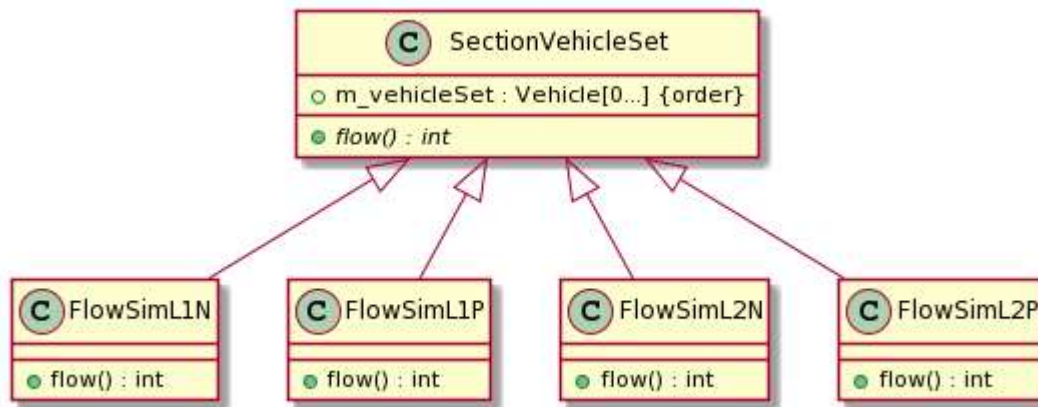 C SectionVehicleSet
m_vehicleSet : Vehicle[0...] {order}
flow() : int
C FlowSimL1N
flow() : int
C FlowSimL1P
flow() : int
C FlowSimL2N
flow() : int
C FlowSimL2P
flow() : int